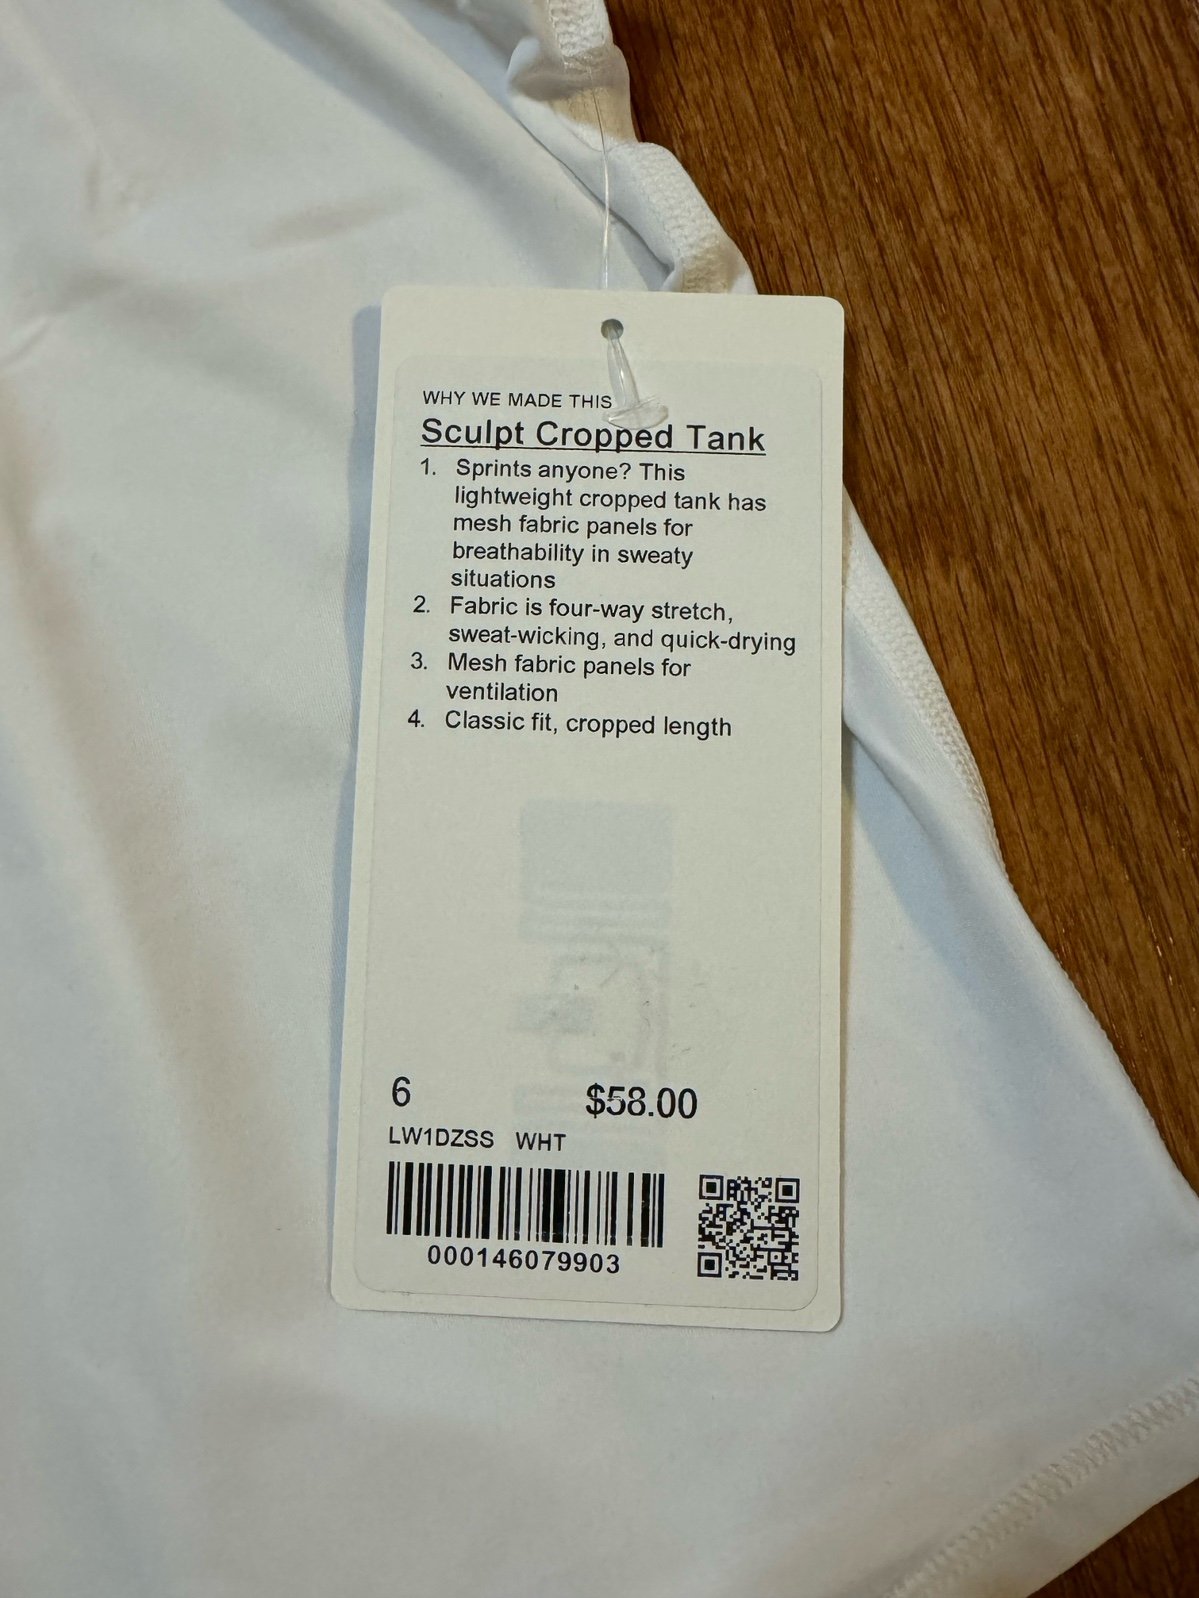 WHY WE MADE THIS
Sculpt Cropped Tank
1. Sprints anyone? This
lightweight cropped tank has
mesh fabric panels for
breathability in sweaty
situations
2. Fabric is four-way stretch,
sweat-wicking, and quick-drying
3. Mesh fabric panels for
ventilation
4. Classic fit, cropped length
6 $58.00
LW1DZSS WHT
000146079903